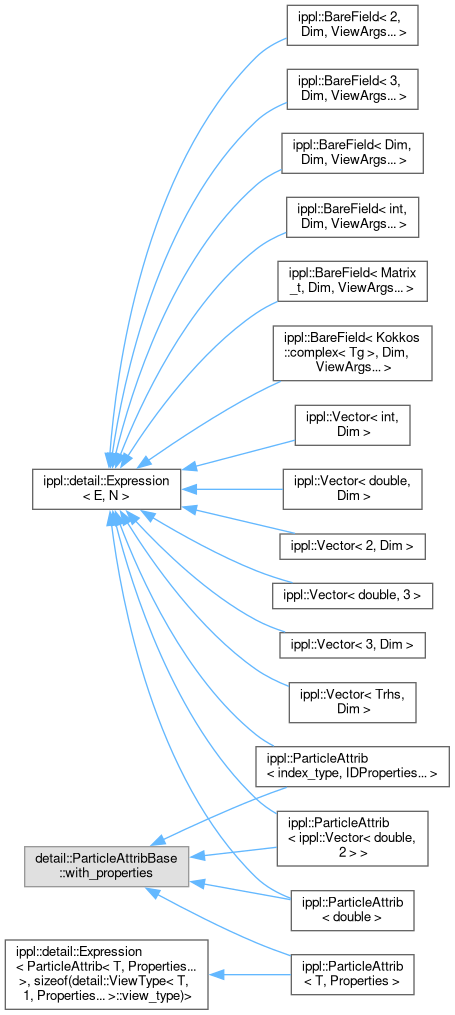 ippl::BareField< 2,
Dim, ViewArgs... >
ippl::BareField< 3,
Dim, ViewArgs... >
ippl::BareField< Dim,
Dim, ViewArgs... >
ippl::BareField< int,
Dim, ViewArgs... >
ippl::BareField< Matrix
_t, Dim, ViewArgs... >
ippl::BareField< Kokkos
::complex< Tg >, Dim,
ViewArgs... >
ippl::Vector< int,
Dim >
ippl::detail::Expression
< E, N >
ippl::Vector< double,
Dim >
ippl::Vector< 2, Dim >
ippl::Vector< double, 3 >
ippl::Vector< 3, Dim >
ippl::Vector< Trhs,
Dim >
ippl::ParticleAttrib
< index_type, IDProperties... >
ippl::ParticleAttrib
< ippl::Vector< double,
2 > >
detail::ParticleAttribBase
::with_properties
ippl::ParticleAttrib
< double >
ippl::detail::Expression
< ParticleAttrib< T, Properties...
>, sizeof(detail::ViewType< T,
1, Properties... >::view_type)>
ippl::ParticleAttrib
< T, Properties >